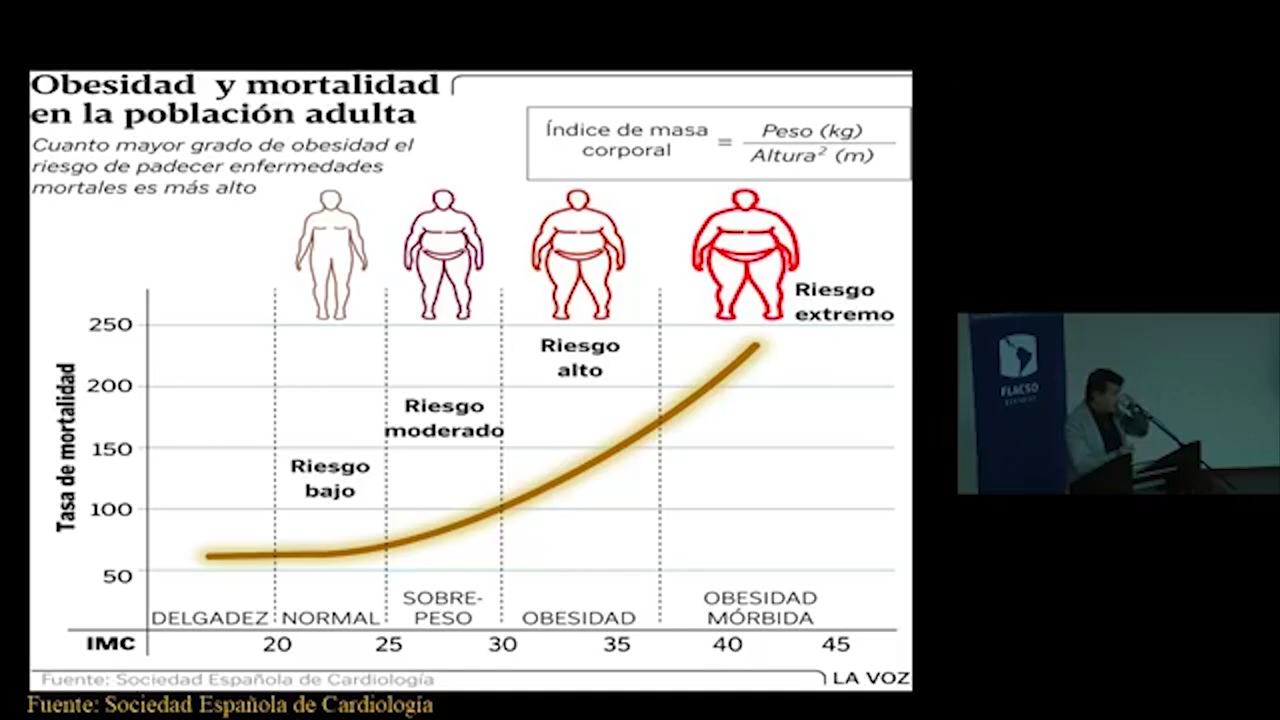 Obesidad y mortalidad
en la población adulta
Cuanto mayor grado de obesidad el
riesgo de padecer enfermedades
mortales es más alto
Índice de masa
corporal
=
Peso (kg)
Altura² (m)
Riesgo
extremo
Riesgo
alto
Riesgo
moderado
Riesgo
bajo
Tasa de mortalidad
250
200
150
100
50
DELGADEZ
NORMAL
SOBRE-
PESO
OBESIDAD
OBESIDAD
MÓRBIDA
IMC 20 25 30 35 40 45
Fuente: Sociedad Española de Cardiología
LA VOZ
Fuente: Sociedad Española de Cardiología
FLACSO